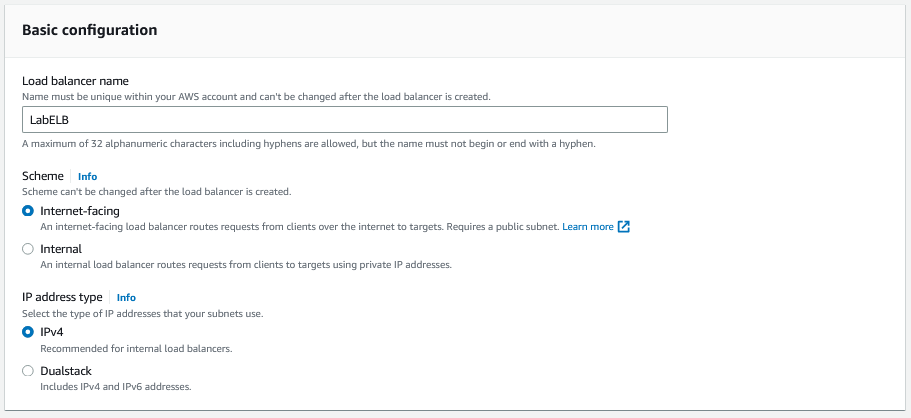 Basic configuration
Load balancer name
Name must be unique within your AWS account and can't be changed after the load balancer is created.
LabELB
A maximum of 32 alphanumeric characters including hyphens are allowed, but the name must not begin or end with a hyphen.
Scheme Info
Scheme can't be changed after the load balancer is created.
Internet-facing
An internet-facing load balancer routes requests from clients over the internet to targets. Requires a public subnet. Learn more
Internal
An internal load balancer routes requests from clients to targets using private IP addresses.
IP address type Info
Select the type of IP addresses that your subnets use.
IPv4
Recommended for internal load balancers.
Dualstack
Includes IPv4 and IPv6 addresses.